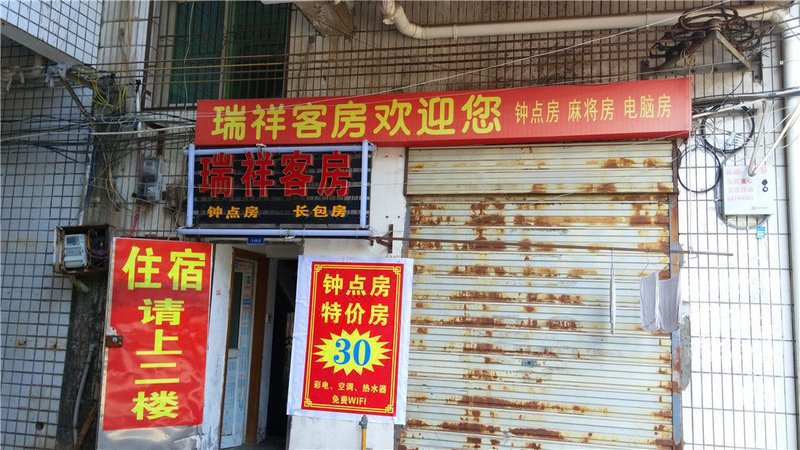 瑞祥客房欢迎您 钟点房 麻将房 电脑房
瑞祥客房
钟点房 长包房
住宿
请
上
二
楼
钟点房
特价房
30
彩电、空调、热水器
免费WIFI